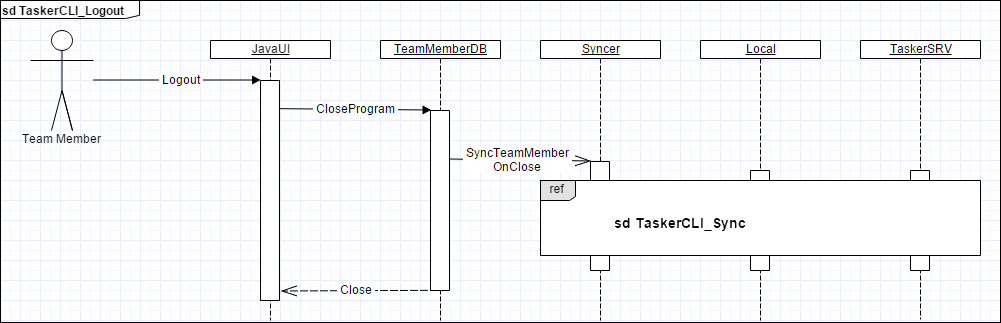 sd TaskerCLI_Logout
JavaUI
TeamMemberDB
Syncer
Local
TaskerSRV
Logout
CloseProgram
Team Member
SyncTeamMember
OnClose
ref
sd TaskerCLI_Sync
Close